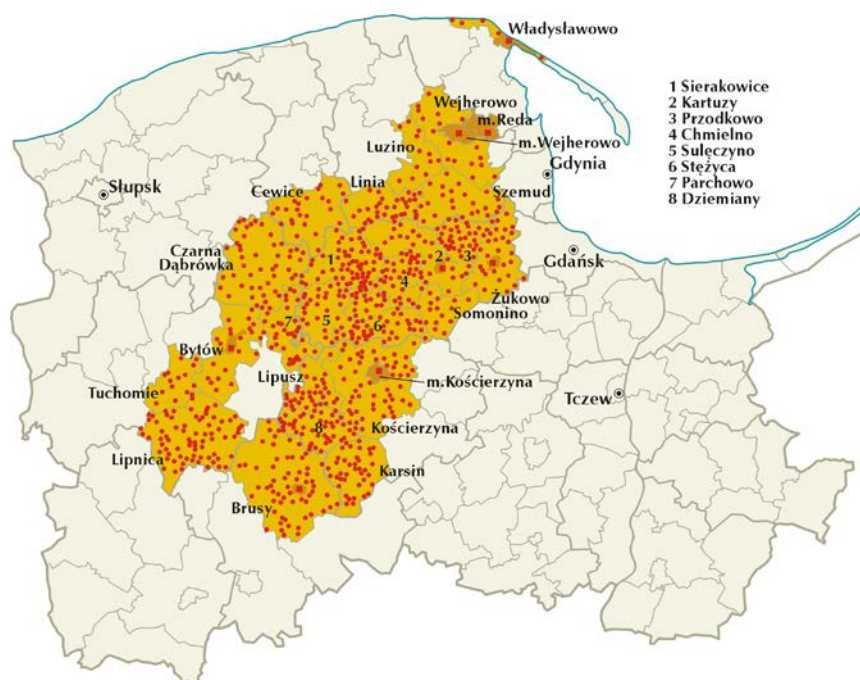 Władysławowo
1 Sierakowice
2 Kartuzy
3 Przodkowo
4 Chmielno
5 Sulęczyno
6 Stężyca
7 Parchowo
8 Dziemiany
Wejherowo
m.Reda
m.Wejherowo
Luzino
Gdynia
Linia
Szemud
Cewice
Słupsk
Czarna
Dąbrówka
1
2
3
4
Gdańsk
Żukowo
Somonino
7
5
6
Bytów
Lipusz
m.Kościerzyna
Tuchomie
Tczew
8
Kościerzyna
Lipnica
Karsin
Brusy